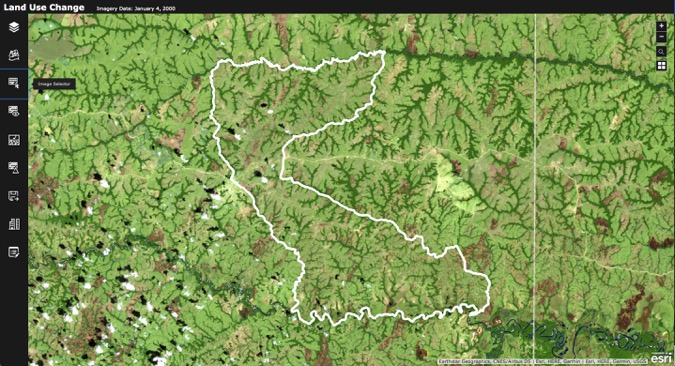 Land Use Change Imagery Date: January 4, 2000
Image Selector
Earthstar Geographics, CNES/Airbus DS | Esri, HERE, Garmin | Esri, HERE, Garmin, USGS
esri